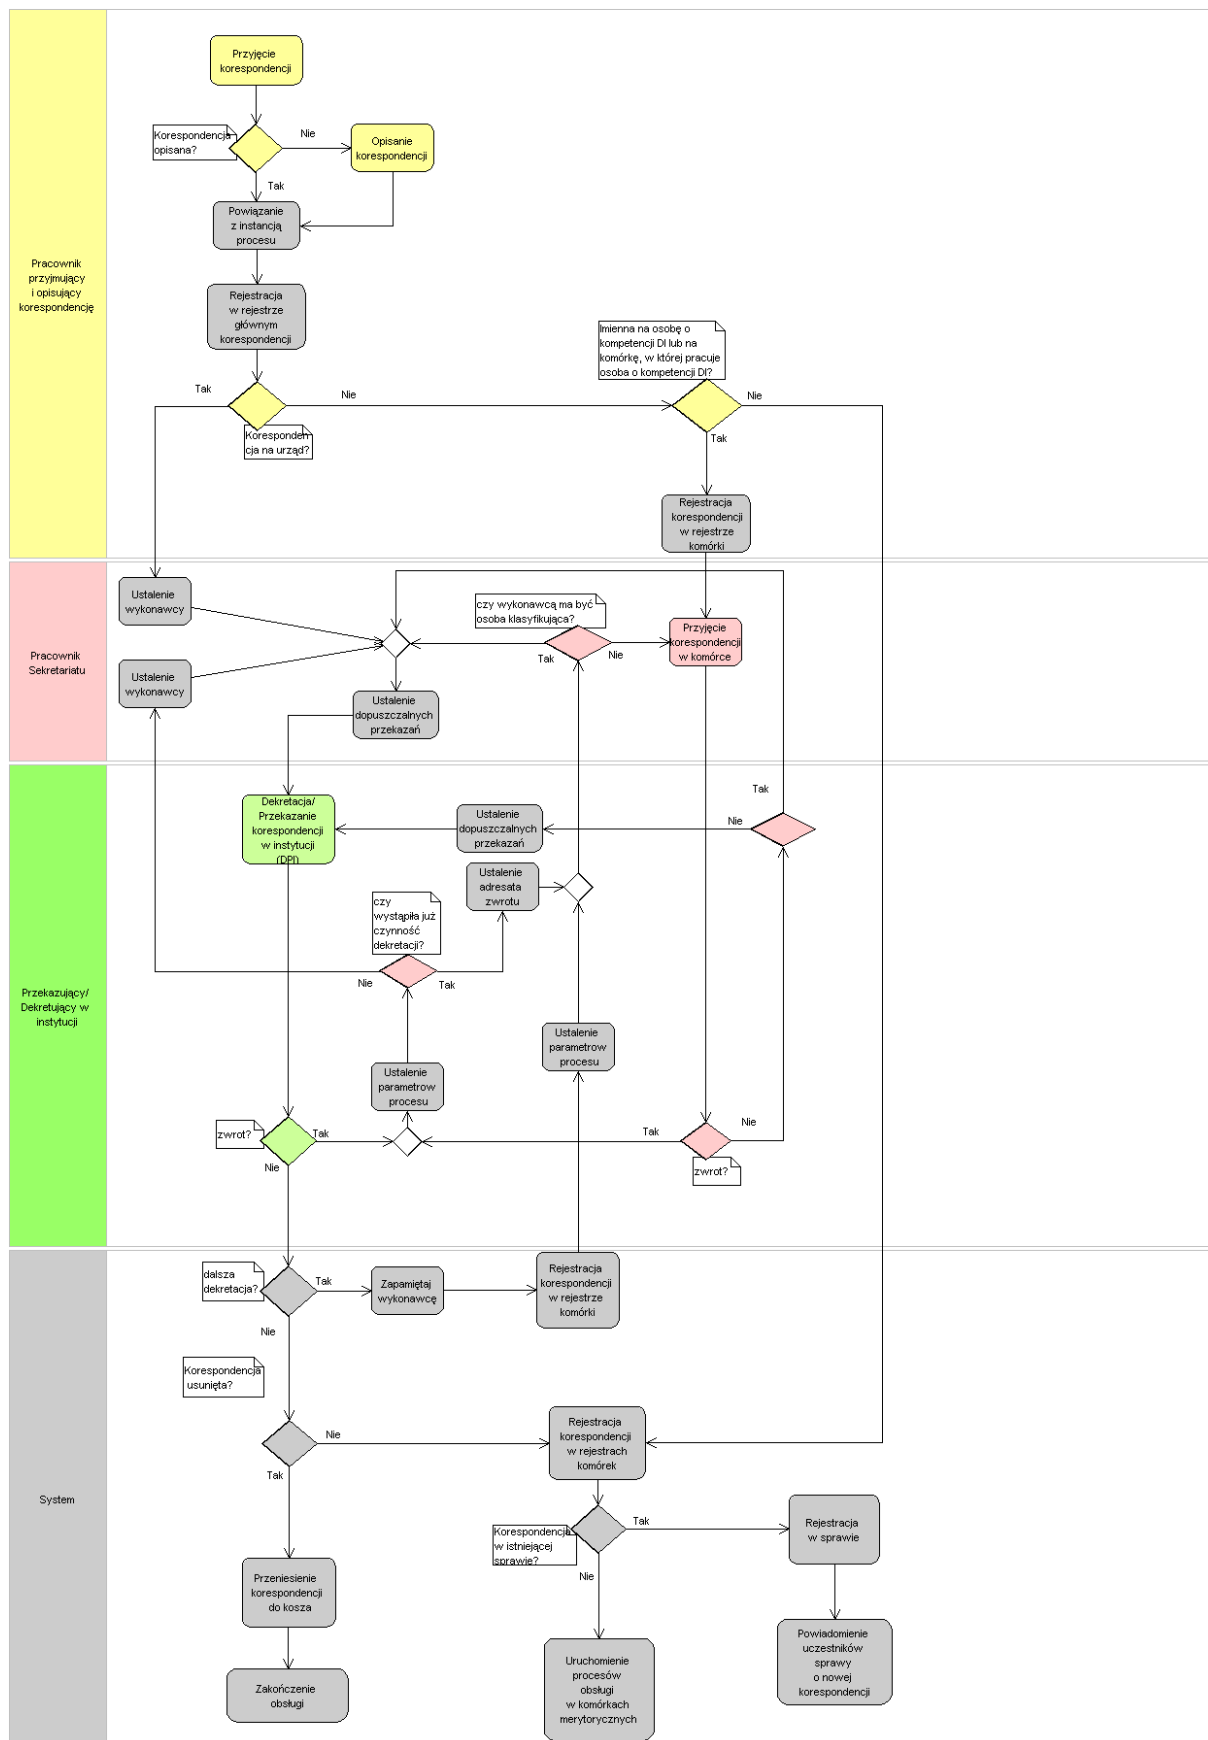 Przyjęcie
korespondencji
Korespondencja
opisana?
Nie
Opisanie
korespondencji
Tak
Powiązanie
z instancją
procesu
Pracownik
przyjmujący
i opisujący
korespondencję
Rejestracja
w rejestrze
głównym
korespondencji
Imienna na osobę o
kompetencji DI lub na
komórkę, w której pracuje
osoba o kompetencji DI?
Tak
Nie
Nie
Koresponden
cja na urząd?
Tak
Rejestracja
korespondencji
w rejestrze
komórki
Pracownik
Sekretariatu
Ustalenie
wykonawcy
czy wykonawcą ma być
osoba klasyfikująca?
Przyjęcie
korespondencji
w komórce
Tak
Nie
Ustalenie
wykonawcy
Ustalenie
dopuszczalnych
przekazań
Przekazujący/
Dekretujący w
instytucji
Dekretacja/
Przekazanie
korespondencji
w instytucji
(DPI)
Ustalenie
dopuszczalnych
przekazań
Tak
Nie
Ustalenie
adresata
zwrotu
czy
wystąpiła już
czynność
dekretacji?
Nie
Tak
Ustalenie
parametrow
procesu
Ustalenie
parametrow
procesu
zwrot?
Tak
Nie
Tak
Nie
zwrot?
System
dalsza
dekretacja?
Tak
Zapamiętaj
wykonawcę
Rejestracja
korespondencji
w rejestrze
komórki
Nie
Korespondencja
usunięta?
Nie
Tak
Rejestracja
korespondencji
w rejestrach
komórek
Korespondencja
w istniejącej
sprawie?
Tak
Nie
Rejestracja
w sprawie
Przeniesienie
korespondencji
do kosza
Zakończenie
obsługi
Uruchomienie
procesów
obsługi
w komórkach
merytorycznych
Powiadomienie
uczestników
sprawy
o nowej
korespondencji